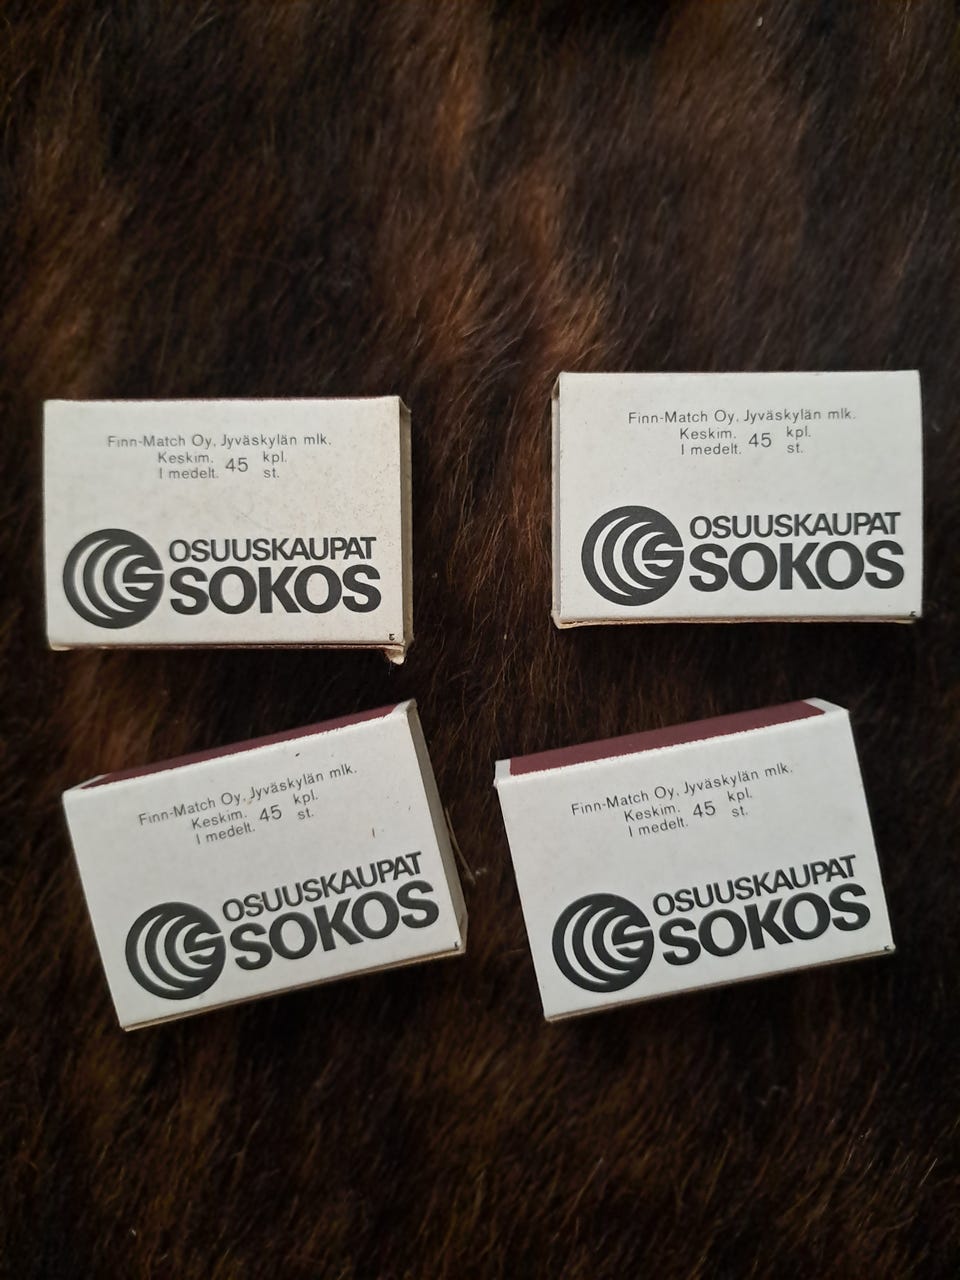 Finn-Match Oy, Jyväskylän mlk.
Keskim. 45 kpl.
I medelt. st.
OSUUSKAUPAT
SOKOS
Finn-Match Oy, Jyväskylän mlk.
Keskim. 45 kpl.
I medelt. st.
OSUUSKAUPAT
SOKOS
Finn-Match Oy, Jyväskylän mlk.
Keskim. 45 kpl.
I medelt. st.
OSUUSKAUPAT
SOKOS
Finn-Match Oy, Jyväskylän mlk.
Keskim. 45 kpl.
I medelt. st.
OSUUSKAUPAT
SOKOS